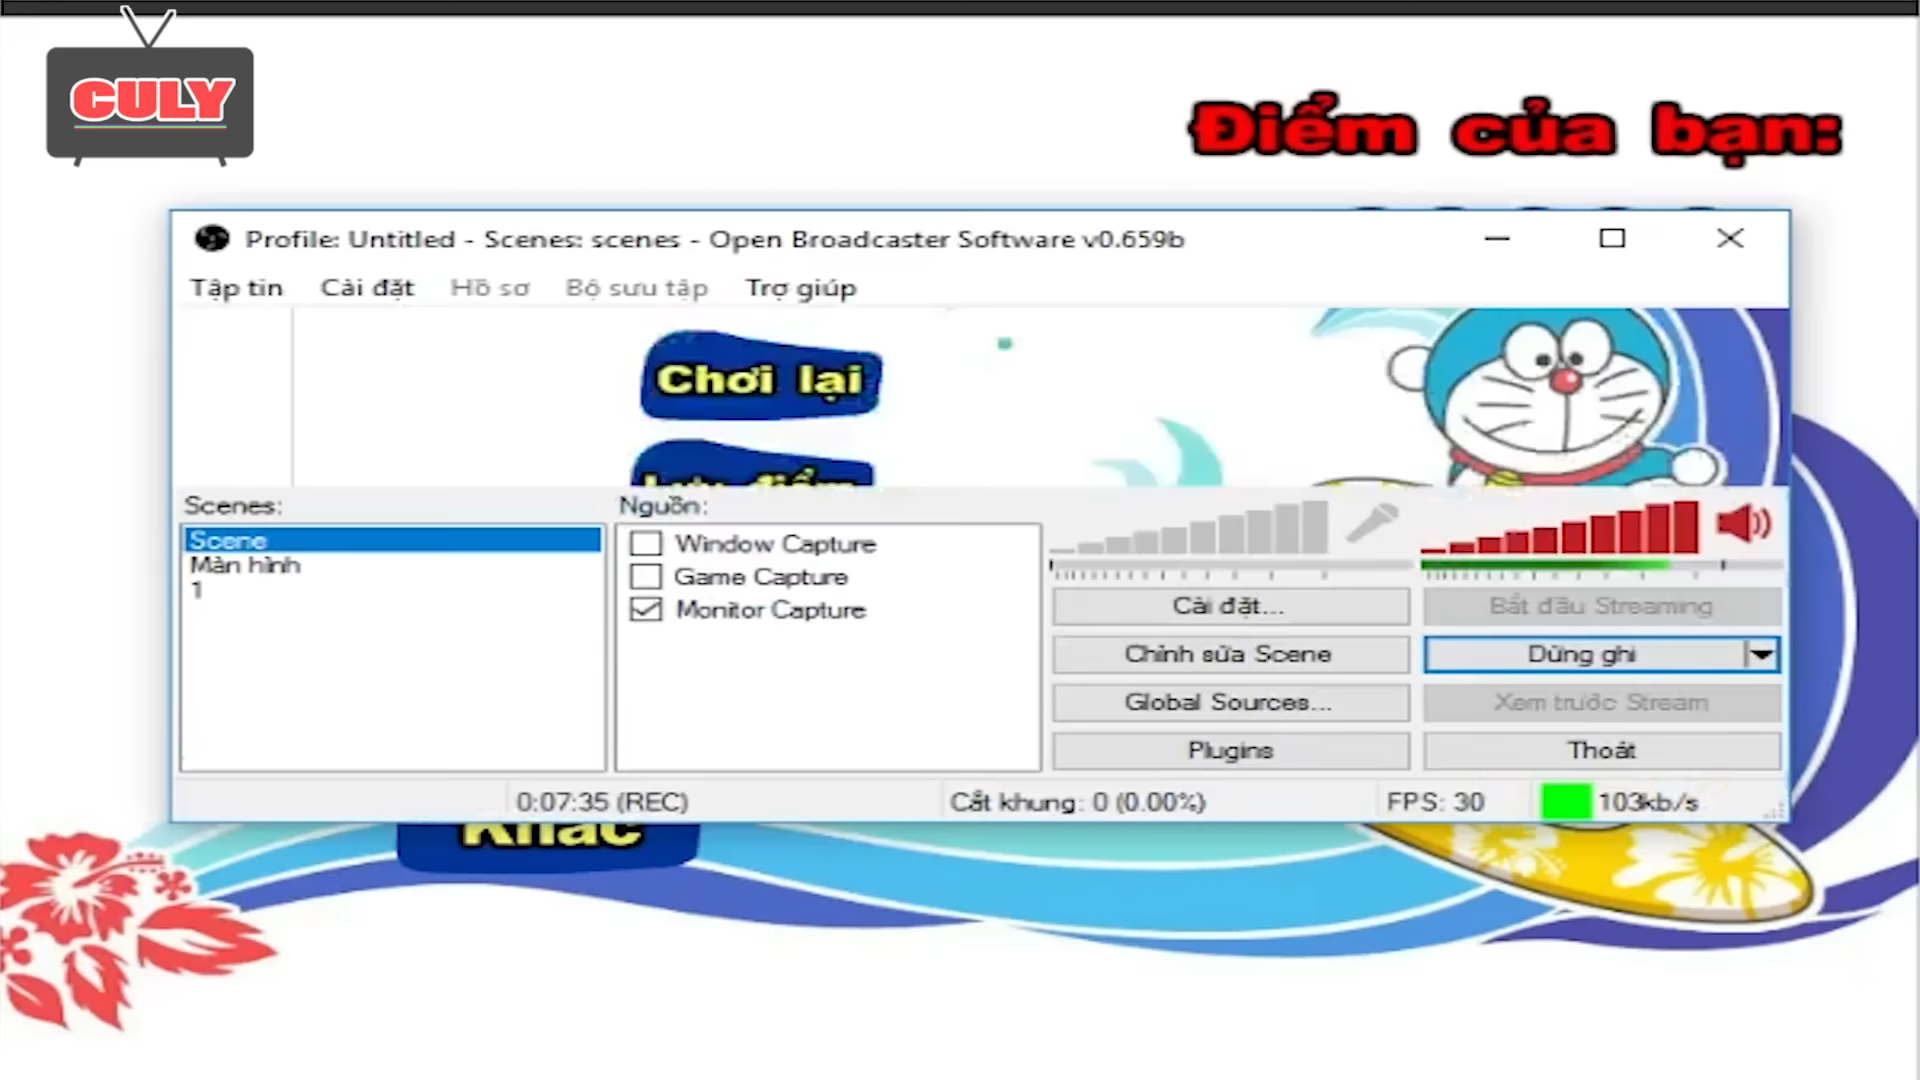 CULY
Điểm của bạn:
Profile: Untitled - Scenes: scenes - Open Broadcaster Software v0.659b
Tập tin Cài đặt Hồ sơ Bộ sưu tập Trợ giúp
Chơi lại
Lưu điểm
Scenes:
Scene
Màn hình
1
Nguồn:
Window Capture
Game Capture
Monitor Capture
Cài đặt...
Bắt đầu Streaming
Chỉnh sửa Scene
Dừng ghi
Global Sources...
Xem trước Stream
Plugins
Thoát
0:07:35 (REC)
Cắt khung: 0 (0.00%)
FPS: 30
103kb/s
Khác